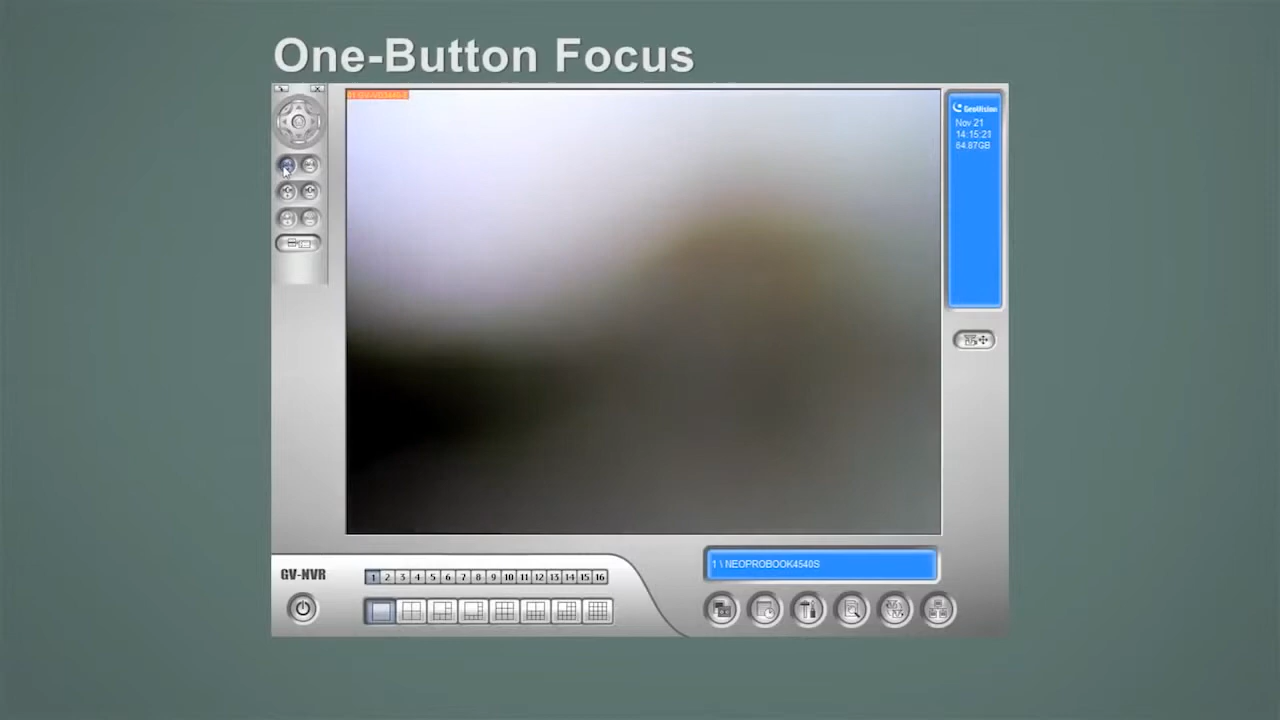 One-Button Focus
GeoVision
Nov 21
14:15:21
64.87GB
1 \ NEOPROBOOK4540S
GV-NVR
1 2 3 4 5 6 7 8 9 10 11 12 13 14 15 16